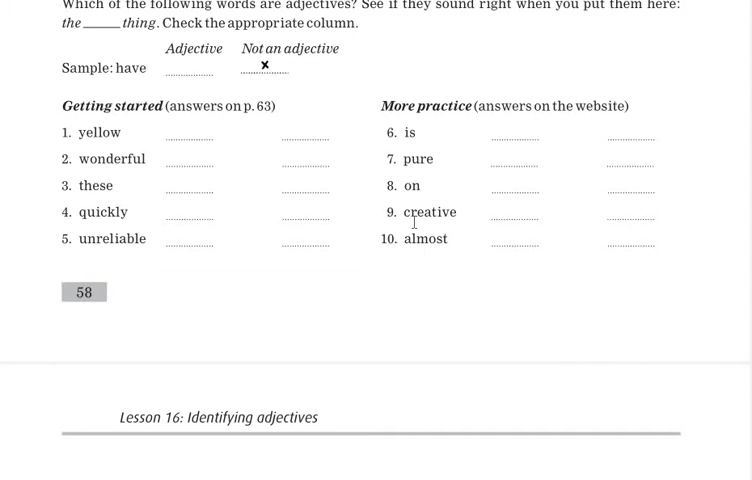 Which of the following words are adjectives? See if they sound right when you put them here:
the_____thing. Check the appropriate column.
Adjective Not an adjective
Sample: have ............ x
Getting started (answers on p. 63) More practice (answers on the website)
1. yellow ............ ............ 6. is ............ ............
2. wonderful ............ ............ 7. pure ............ ............
3. these ............ ............ 8. on ............ ............
4. quickly ............ ............ 9. creative ............ ............
5. unreliable ............ ............ 10. almost ............ ............
58
Lesson 16: Identifying adjectives